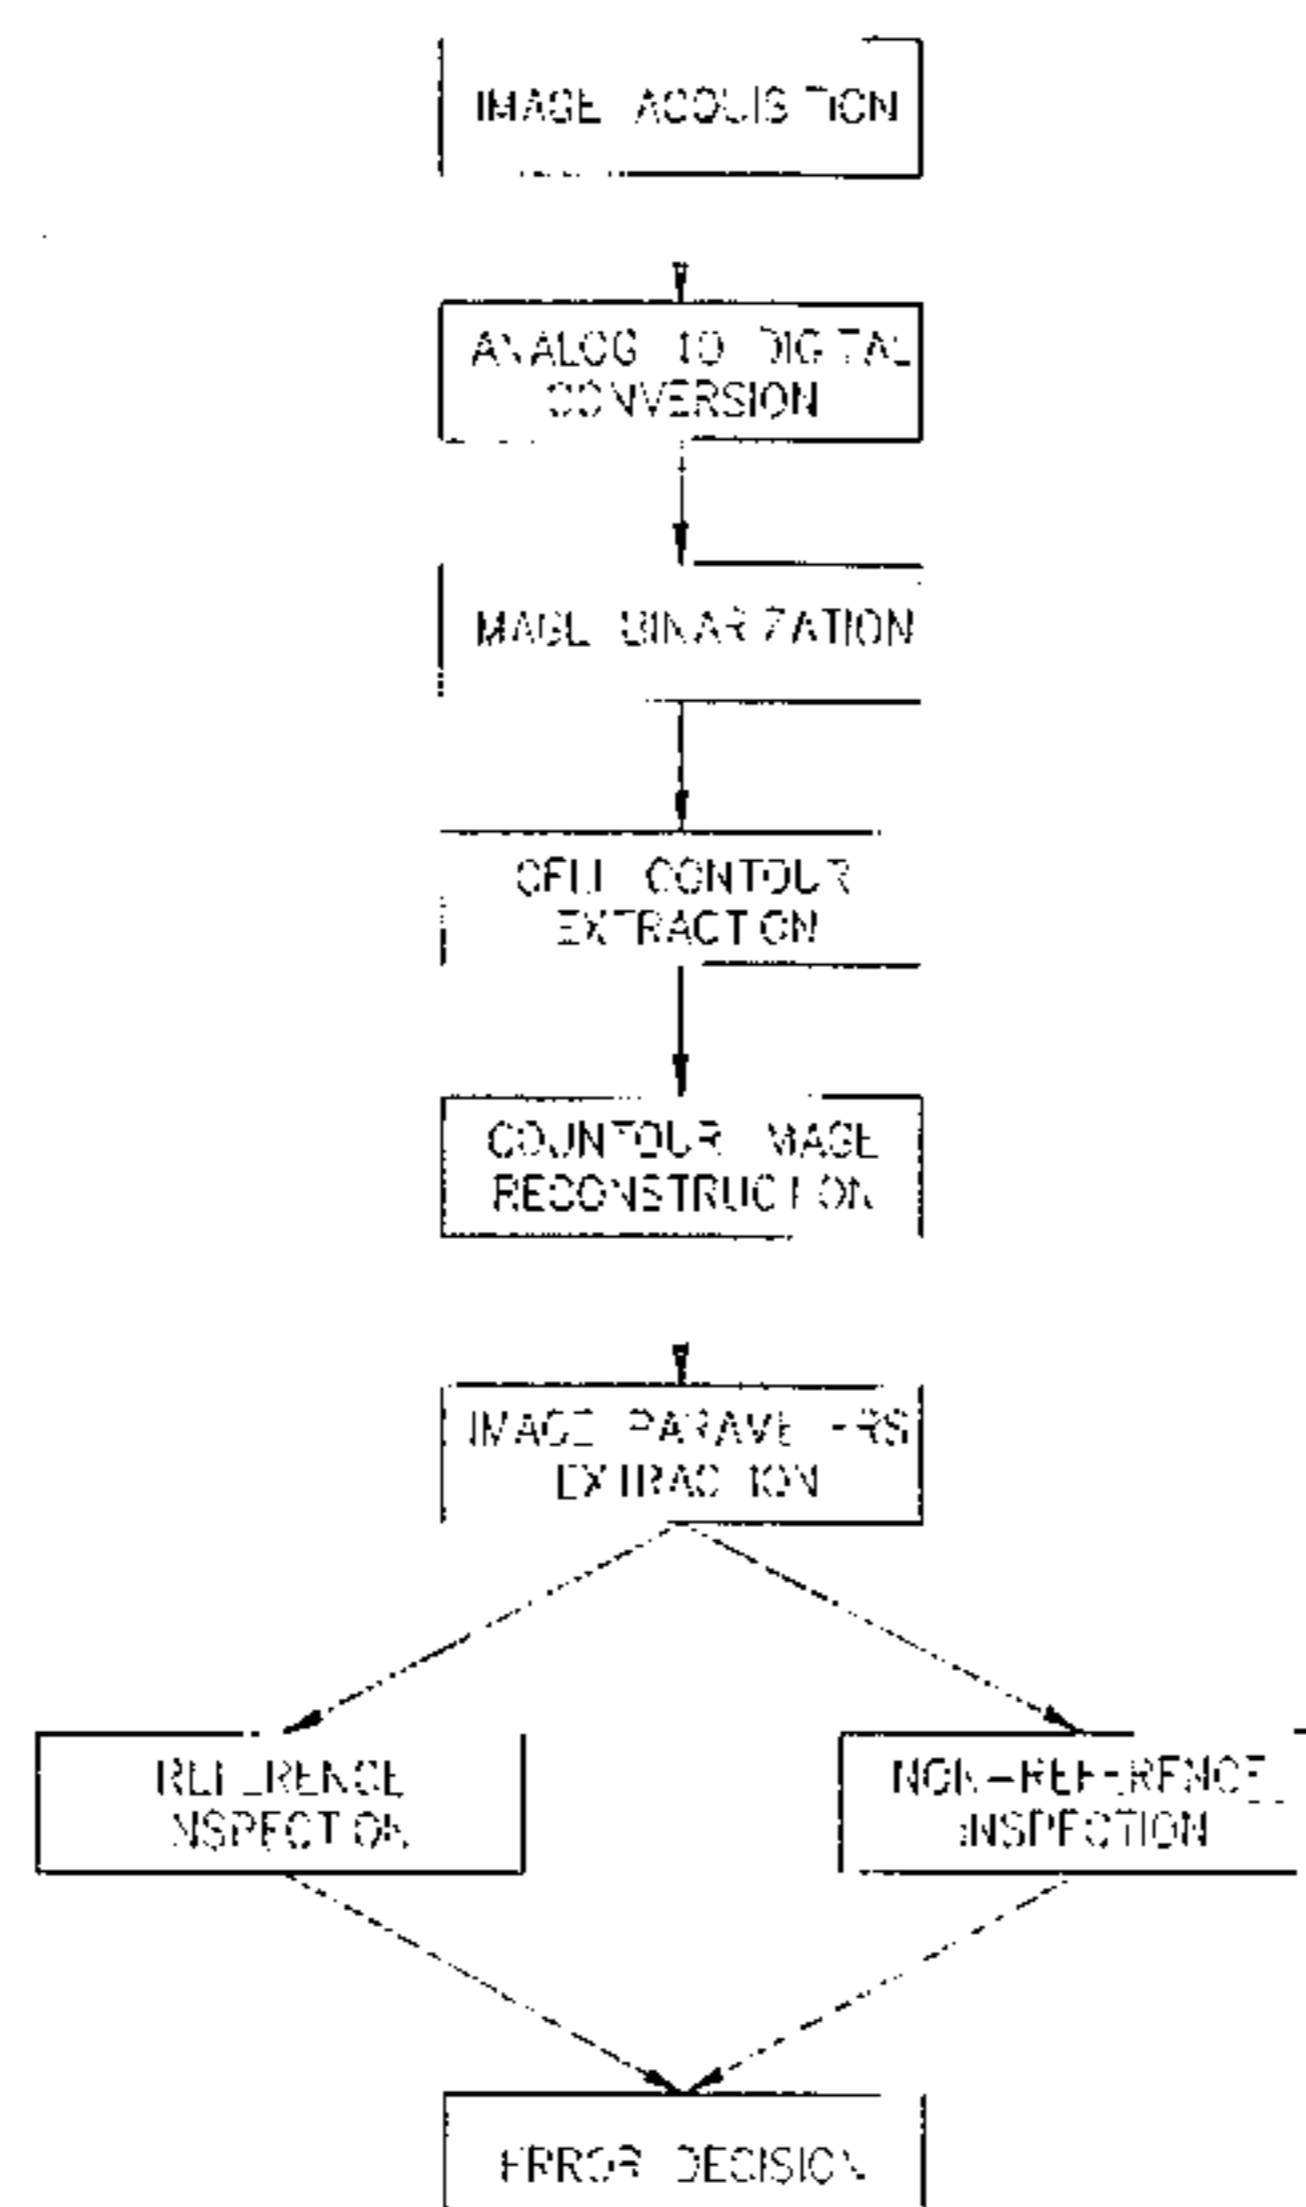 IMAGE ACQUISITION
ANALOG TO DIGITAL
CONVERSION
IMAGE BINARIZATION
CELL CONTOUR
EXTRACTION
COUNTOUR IMAGE
RECONSTRUCTION
IMAGE PARAMETERS
EXTRACTION
REFERENCE
INSPECTION
NON-REFERENCE
INSPECTION
ERROR DECISION